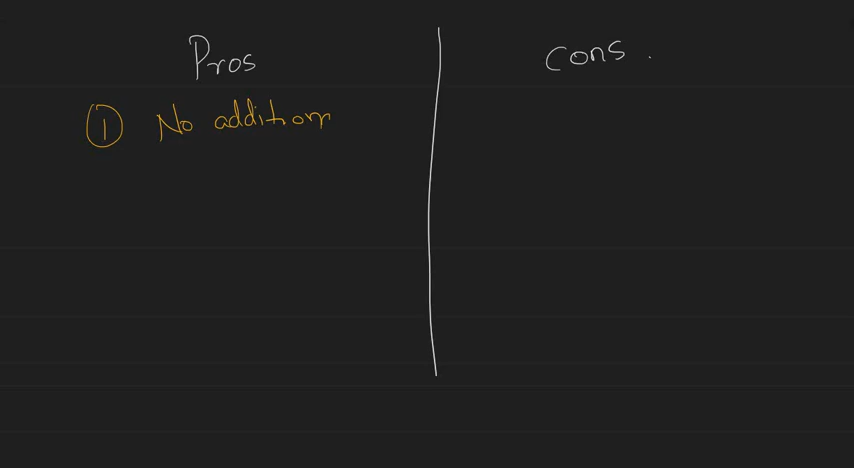 Pros
Cons.
① No addition